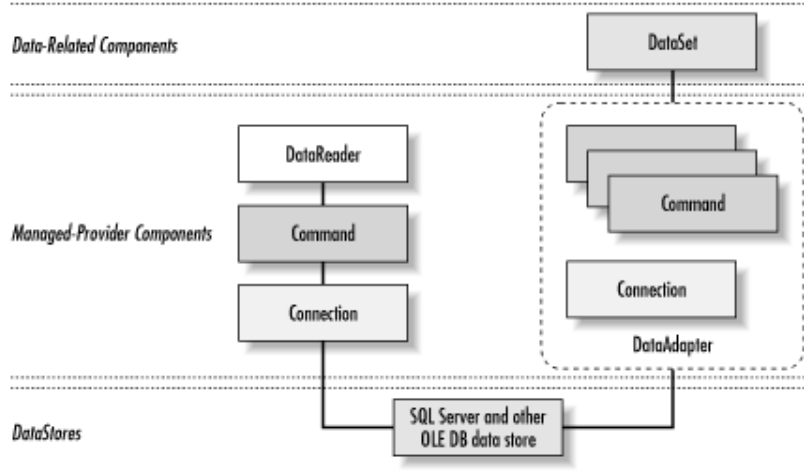 Data-Related Components
DataSet
DataReader
Command
Managed-Provider Components
Command
Command
Connection
Connection
DataAdapter
SQL Server and other
OLE DB data store
DataStores